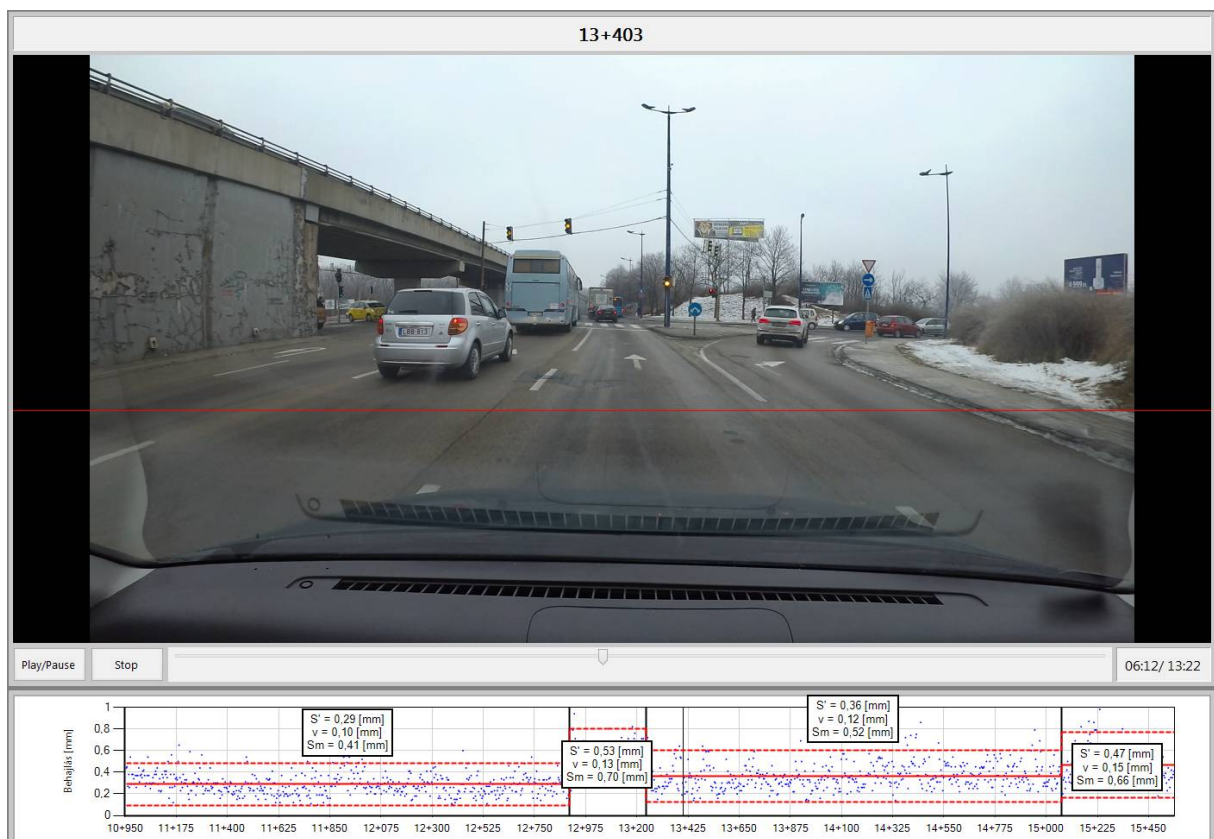 13+403
LBB-813
Play/Pause
Stop
06:12/ 13:22
Behajlás [mm]
1
0.8
0.6
0,4
0.2
0
S' = 0,29 [mm]
v = 0,10 [mm]
Sm = 0,41 [mm]
S' = 0,53 [mm]
v = 0,13 [mm]
Sm = 0,70 [mm]
S' = 0,36 [mm]
v = 0,12 [mm]
Sm = 0,52 [mm]
S' = 0,47 [mm]
v = 0,15 [mm]
Sm = 0,66 [mm]
10+950 11+175 11+400 11+625 11+850 12+075 12+300 12+525 12+750 12+975 13+200 13+425 13+650 13+875 14+100 14+325 14+550 14+775 15+000 15+225 15+450